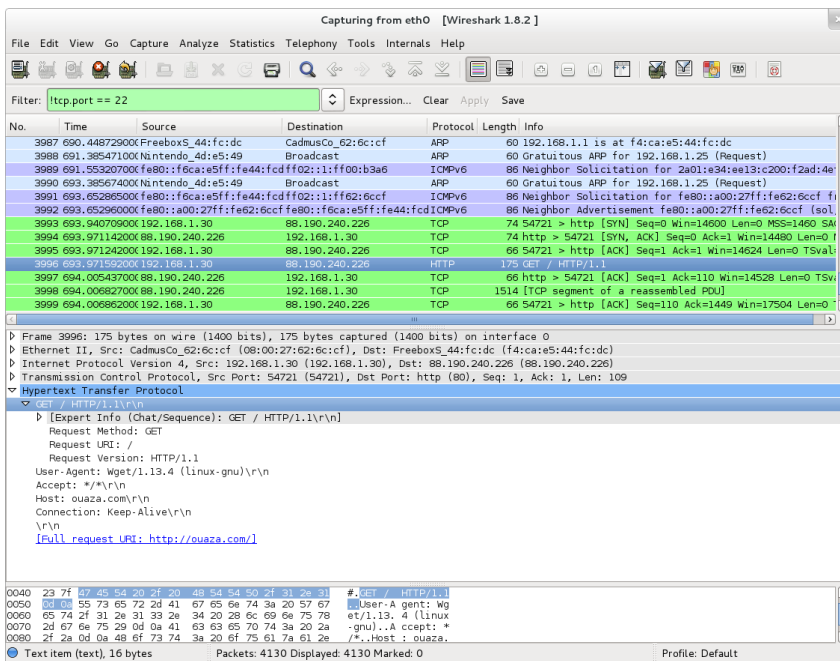 Capturing from eth0 [Wireshark 1.8.2 ]
File Edit View Go Capture Analyze Statistics Telephony Tools Internals Help
Filter: !tcp.port == 22 Expression... Clear Apply Save
No. Time Source Destination Protocol Length Info
3987 690.448729000 FreeboxS_44:fc:dc CadmusCo_62:6c:cf ARP 60 192.168.1.1 is at f4:ca:e5:44:fc:dc
3988 691.385471000 Nintendo_4d:e5:49 Broadcast ARP 60 Gratuitous ARP for 192.168.1.25 (Request)
3989 691.553207000 fe80::f6ca:e5ff:fe44:fcd ff02::1:ff00:b3a6 ICMPv6 86 Neighbor Solicitation for 2a01:e34:ee13:c200:f2ad:4e
3990 693.385674000 Nintendo_4d:e5:49 Broadcast ARP 60 Gratuitous ARP for 192.168.1.25 (Request)
3991 693.652865000 fe80::f6ca:e5ff:fe44:fcd ff02::1:ff62:6ccf ICMPv6 86 Neighbor Solicitation for fe80::a00:27ff:fe62:6ccf
3992 693.652960000 fe80::a00:27ff:fe62:6ccf fe80::f6ca:e5ff:fe44:fcd ICMPv6 86 Neighbor Advertisement fe80::a00:27ff:fe62:6ccf (sol,
3993 693.940709000 192.168.1.30 88.190.240.226 TCP 74 54721 > http [SYN] Seq=0 Win=14600 Len=0 MSS=1460
3994 693.971142000 88.190.240.226 192.168.1.30 TCP 74 http > 54721 [SYN, ACK] Seq=0 Ack=1 Win=14480 Len=0
3995 693.971242000 192.168.1.30 88.190.240.226 TCP 66 54721 > http [ACK] Seq=1 Ack=1 Win=14624 Len=0 TSval=
3996 693.971592000 192.168.1.30 88.190.240.226 HTTP 175 GET / HTTP/1.1
3997 694.005437000 88.190.240.226 192.168.1.30 TCP 66 http > 54721 [ACK] Seq=1 Ack=110 Win=14528 Len=0
3998 694.006827000 88.190.240.226 192.168.1.30 TCP 1514 [TCP segment of a reassembled PDU]
3999 694.006862000 192.168.1.30 88.190.240.226 TCP 66 54721 > http [ACK] Seq=110 Ack=1449 Win=17504 Len=0
Frame 3996: 175 bytes on wire (1400 bits), 175 bytes captured (1400 bits) on interface 0
Ethernet II, Src: CadmusCo_62:6c:cf (08:00:27:62:6c:cf), Dst: FreeboxS_44:fc:dc (f4:ca:e5:44:fc:dc)
Internet Protocol Version 4, Src: 192.168.1.30 (192.168.1.30), Dst: 88.190.240.226 (88.190.240.226)
Transmission Control Protocol, Src Port: 54721 (54721), Dst Port: http (80), Seq: 1, Ack: 1, Len: 109
Hypertext Transfer Protocol
GET / HTTP/1.1\r\n
[Expert Info (Chat/Sequence): GET / HTTP/1.1\r\n]
Request Method: GET
Request URI: /
Request Version: HTTP/1.1
User-Agent: Wget/1.13.4 (linux-gnu)\r\n
Accept: */*\r\n
Host: ouaza.com\r\n
Connection: Keep-Alive\r\n
\r\n
[Full request URI: http://ouaza.com/]
0040 23 7f 47 45 54 20 2f 20 48 54 54 50 2f 31 2e 31 #.GET / HTTP/1.1
0050 0d 0a 55 73 65 72 2d 41 67 65 6e 74 3a 20 57 67 ..User-A gent: Wg
0060 65 74 2f 31 2e 31 33 2e 34 20 28 6c 69 6e 75 78 et/1.13. 4 (linux
0070 2d 67 6e 75 29 0d 0a 41 63 63 65 70 74 3a 20 2a -gnu)..A ccept: *
0080 2f 2a 0d 0a 48 6f 73 74 3a 20 6f 75 61 7a 61 2e /*..Host : ouaza.
Text item (text), 16 bytes Packets: 4130 Displayed: 4130 Marked: 0 Profile: Default